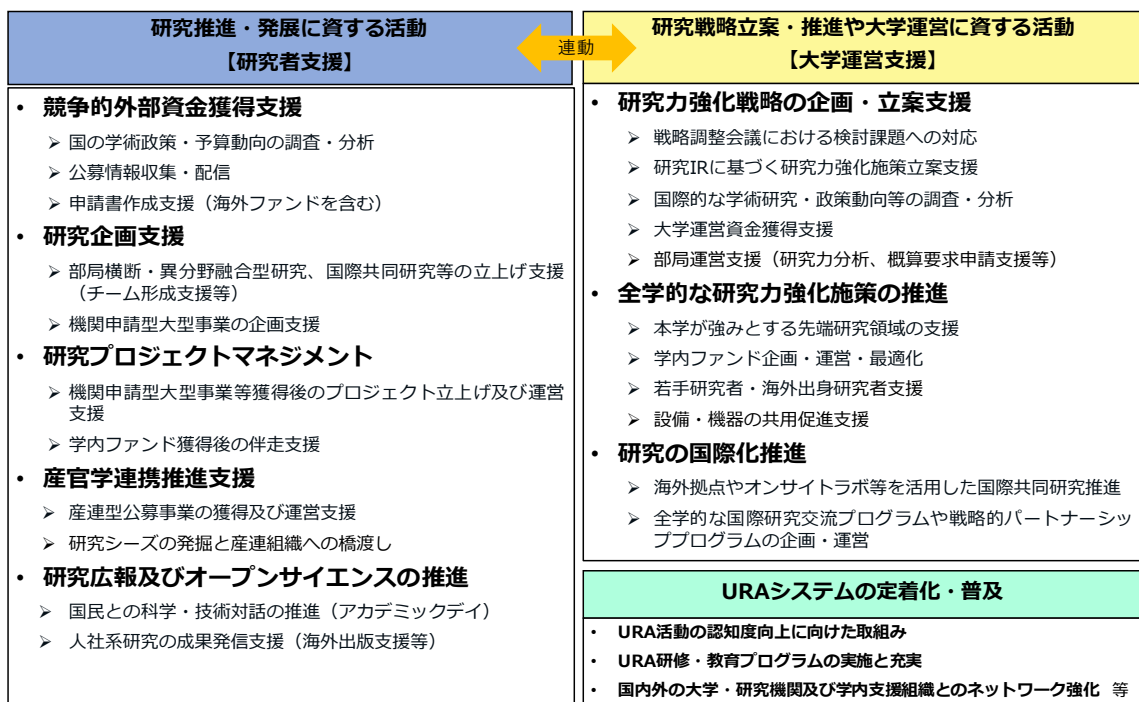 研究推進・発展に資する活動
【研究者支援】
連動
研究戦略立案・推進や大学運営に資する活動
【大学運営支援】
• 競争的外部資金獲得支援
➢ 国の学術政策・予算動向の調査・分析
➢ 公募情報収集・配信
➢ 申請書作成支援（海外ファンドを含む）
• 研究企画支援
➢ 部局横断・異分野融合型研究、国際共同研究等の立上げ支援
（チーム形成支援等）
➢ 機関申請型大型事業の企画支援
• 研究プロジェクトマネジメント
➢ 機関申請型大型事業等獲得後のプロジェクト立上げ及び運営
支援
➢ 学内ファンド獲得後の伴走支援
• 産官学連携推進支援
➢ 産連型公募事業の獲得及び運営支援
➢ 研究シーズの発掘と産連組織への橋渡し
• 研究広報及びオープンサイエンスの推進
➢ 国民との科学・技術対話の推進（アカデミックデイ）
➢ 人社系研究の成果発信支援（海外出版支援等）
• 研究力強化戦略の企画・立案支援
➢ 戦略調整会議における検討課題への対応
➢ 研究IRに基づく研究力強化施策立案支援
➢ 国際的な学術研究・政策動向等の調査・分析
➢ 大学運営資金獲得支援
➢ 部局運営支援（研究力分析、概算要求申請支援等）
• 全学的な研究力強化施策の推進
➢ 本学が強みとする先端研究領域の支援
➢ 学内ファンド企画・運営・最適化
➢ 若手研究者・海外出身研究者支援
➢ 設備・機器の共用促進支援
• 研究の国際化推進
➢ 海外拠点やオンサイトラボ等を活用した国際共同研究推進
➢ 全学的な国際研究交流プログラムや戦略的パートナーシッ
ププログラムの企画・運営
URAシステムの定着化・普及
• URA活動の認知度向上に向けた取組み
• URA研修・教育プログラムの実施と充実
• 国内外の大学・研究機関及び学内支援組織とのネットワーク強化 等